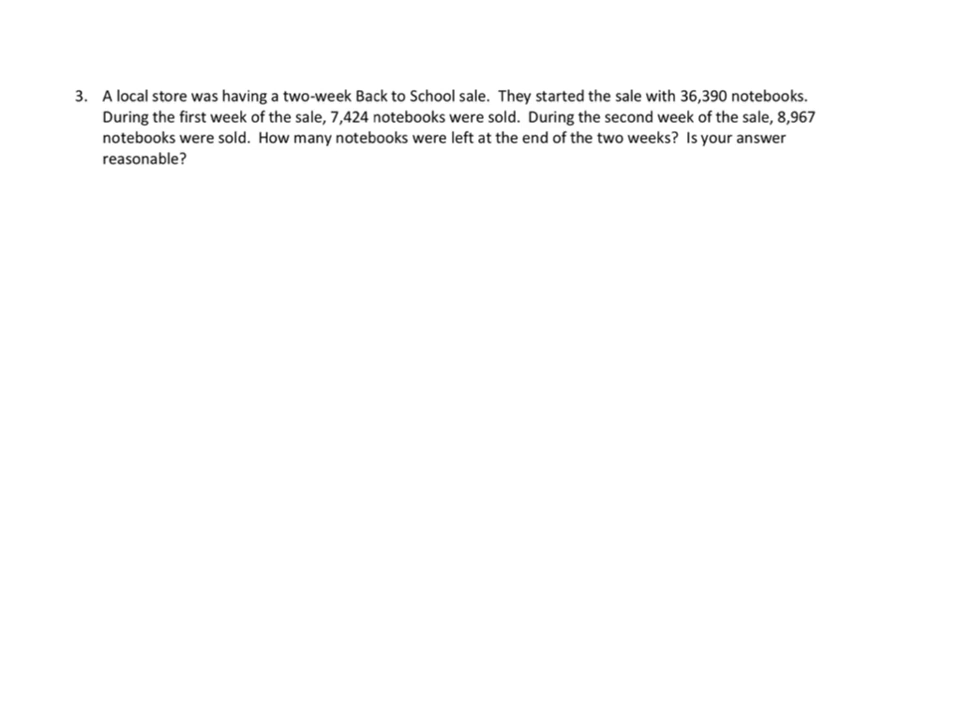 3. A local store was having a two-week Back to School sale. They started the sale with 36,390 notebooks.
During the first week of the sale, 7,424 notebooks were sold. During the second week of the sale, 8,967
notebooks were sold. How many notebooks were left at the end of the two weeks? Is your answer
reasonable?